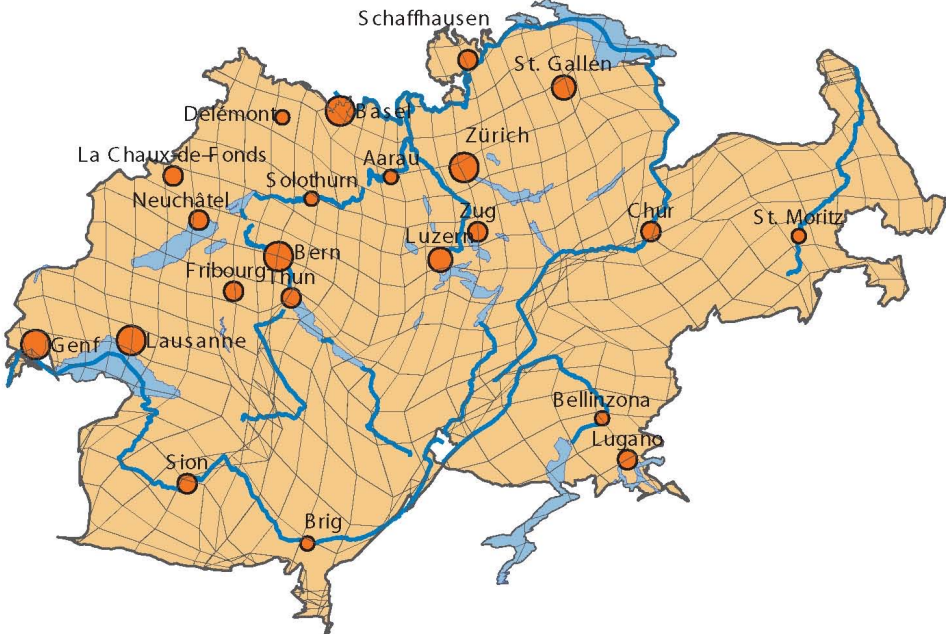 Schaffhausen
St. Gallen
Delémont
Basel
Zürich
La Chaux-de-Fonds
Aarau
Solothurn
Neuchâtel
Zug
Chur
St. Moritz
Luzern
Bern
Fribourg
Thun
Genf
Lausanne
Bellinzona
Lugano
Sion
Brig